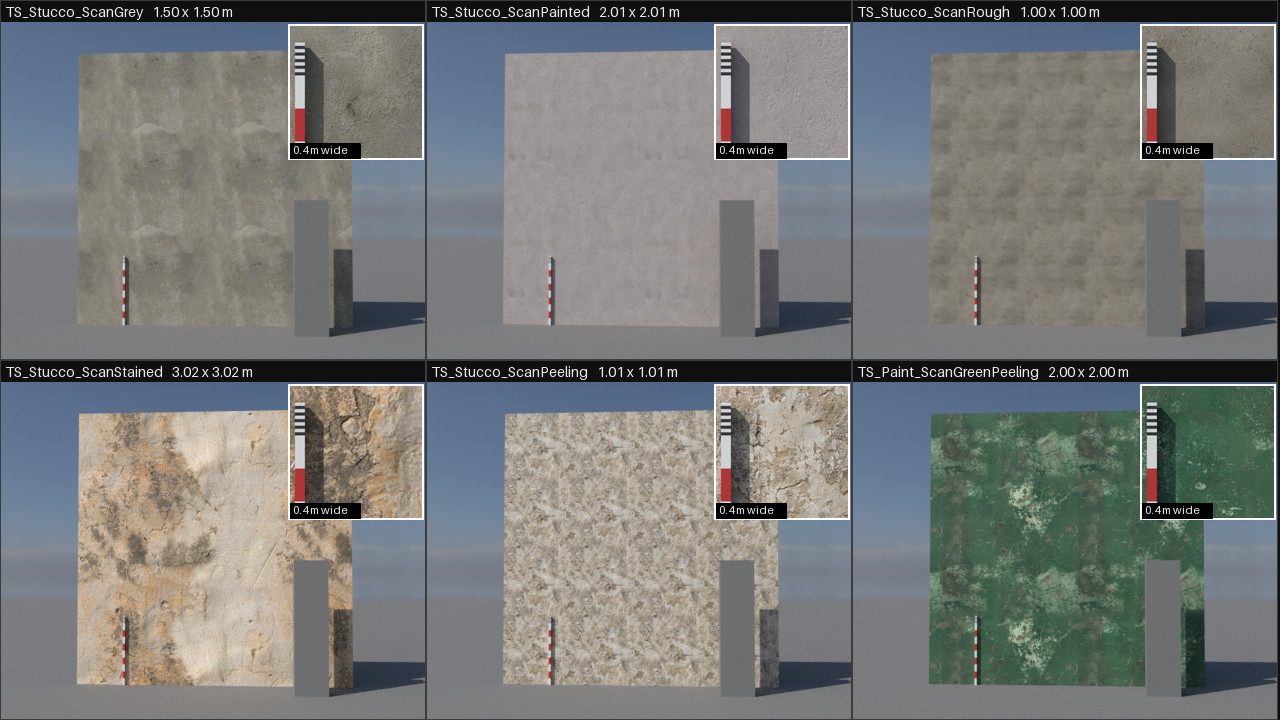 TS_Stucco_ScanGrey 1.50 x 1.50 m
0.4m wide
TS_Stucco_ScanPainted 2.01 x 2.01 m
0.4m wide
TS_Stucco_ScanRough 1.00 x 1.00 m
0.4m wide
TS_Stucco_ScanStained 3.02 x 3.02 m
0.4m wide
TS_Stucco_ScanPeeling 1.01 x 1.01 m
0.4m wide
TS_Paint_ScanGreenPeeling 2.00 x 2.00 m
0.4m wide